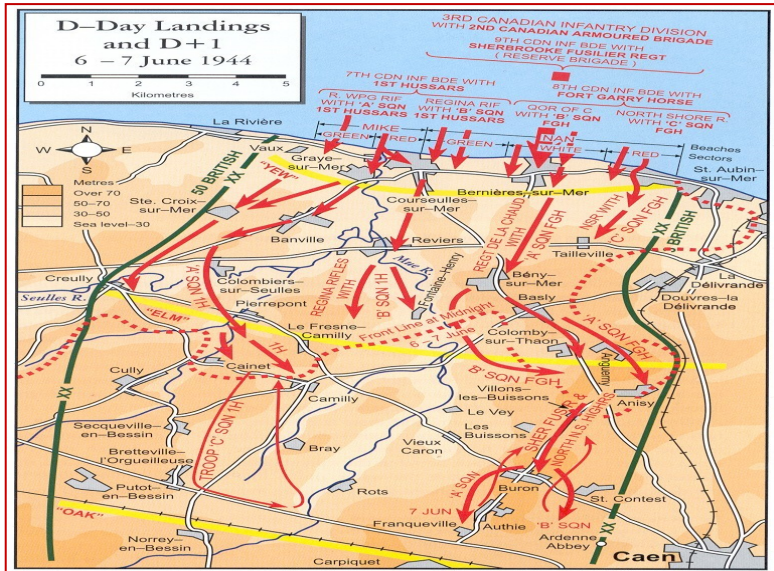 D–Day Landings
and D+1
6 – 7 June 1944
0 1 2 3 4 5
Kilometres
3RD CANADIAN INFANTRY DIVISION
WITH 2ND CANADIAN ARMOURED BRIGADE
9TH CDN INF BDE WITH
SHERBROOKE FUSILIER REGT
( RESERVE BRIGADE )
7TH CDN INF BDE WITH
1ST HUSSARS
8TH CDN INF BDE WITH
FORT GARRY HORSE
R. WPG RIF
WITH 'A' SQN
1ST HUSSARS
REGINA RIF
WITH 'B' SQN
1ST HUSSARS
QOR OF C
WITH 'B' SQN
FGH
NORTH SHORE R.
WITH 'C' SQN
FGH
MIKE
NAN
GREEN
RED
GREEN
WHITE
RED
Beaches
Sectors
N
W
E
S
Metres
Over 70
50–70
30–50
Sea level–30
La Rivière
Vaux
Graye–
sur–Mer
"YEW"
50 BRITISH
XX
Ste. Croix–
sur–Mer
Banville
Courseulles–
sur–Mer
Bernières–sur–Mer
St. Aubin–
sur–Mer
Reviers
Mue R.
REGT DE LA CHAUD
WITH
'A' SQN FGH
NSR WITH
'C' SQN FGH
XX
3 BRITISH
Tailleville
Creully
Seulles R.
'A' SQN 1H
Colombiers–
sur–Seulles
Pierrepont
REGINA RIFLES
WITH
'B' SQN 1H
Fontaine–Henry
Bény–
sur–Mer
Basly
La
Délivrande
Douvres–la
Délivrande
"ELM"
Le Fresne–
Camilly
Front Line at Midnight
6 – 7 June
Colomby–
sur–Thaon
'A' SQN FGH
Anguerny
1H
Cainet
Cully
Camilly
B' SQN FGH
Villons–
les–Buissons
Anisy
XX
Le Vey
Les
Buissons
SHER FUS R &
NORTH N.S. HIGHRS
Secqueville–
en–Bessin
TROOP 'C' SQN 1H
Bray
Vieux
Caron
Bretteville–
l'Orgueilleuse
Putot–
en–Bessin
Rots
'A' SQN
Buron
St. Contest
XX
"OAK"
7 JUN
Franqueville
Authie
'B' SQN
Ardenne
Abbey
Norrey–
en–Bessin
Carpiquet
Caen